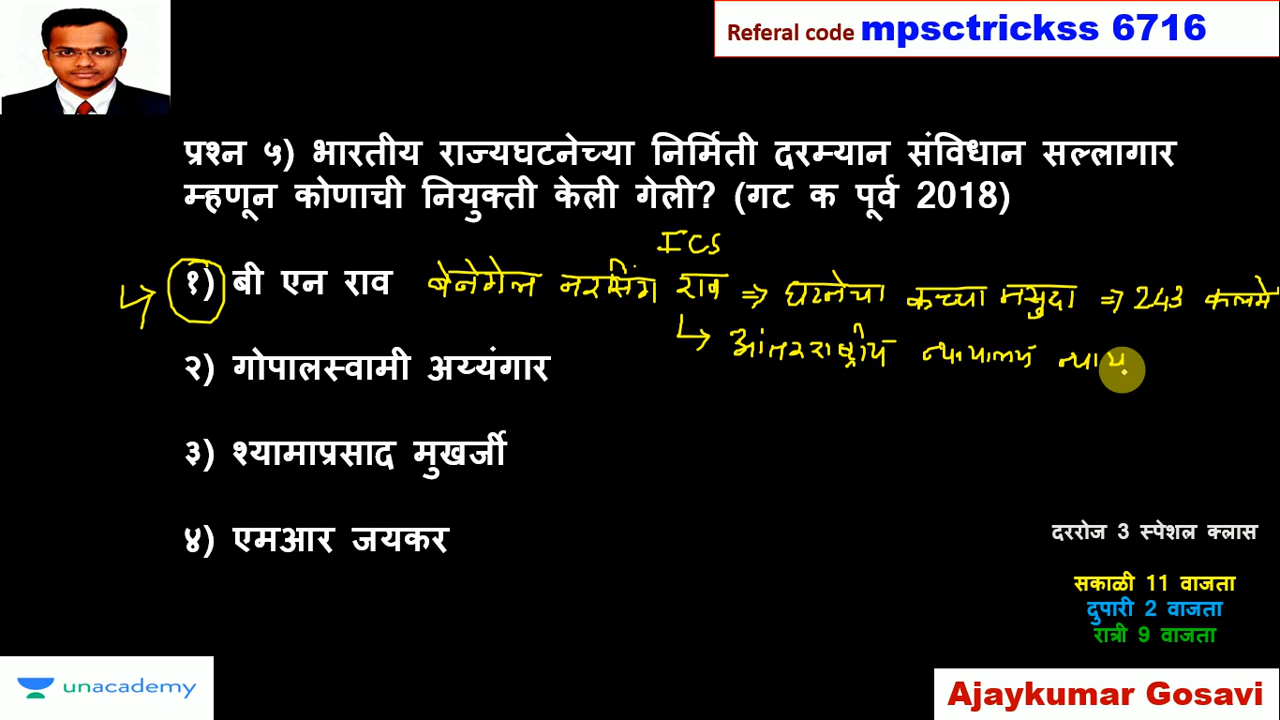 Referal code mpsctrickss 6716
प्रश्न ५) भारतीय राज्यघटनेच्या निर्मिती दरम्यान संविधान सल्लागार
म्हणून कोणाची नियुक्ती केली गेली? (गट क पूर्व 2018)
ICS
१) बी एन राव बेनेगेल नरसिंग राव ⇒ घटनेचा कच्चा मसुदा ⇒ 243 कलमे
↳ आंतरराष्ट्रीय न्यायालय न्याय
२) गोपालस्वामी अय्यंगार
३) श्यामाप्रसाद मुखर्जी
४) एमआर जयकर
दररोज 3 स्पेशल क्लास
सकाळी 11 वाजता
दुपारी 2 वाजता
रात्री 9 वाजता
unacademy
Ajaykumar Gosavi